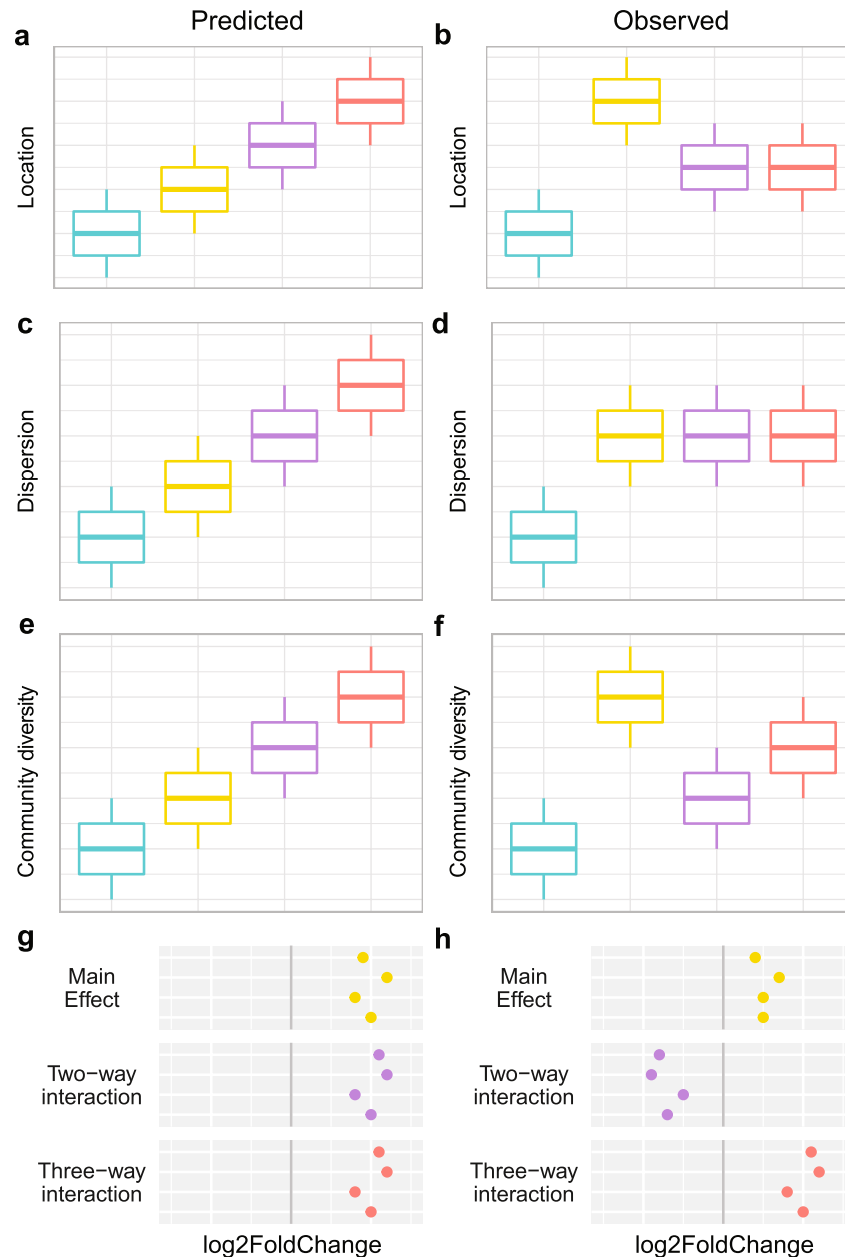 Predicted
Observed
a
b
Location
Location
c
d
Dispersion
Dispersion
e
f
Community diversity
Community diversity
g
h
Main
Effect
Main
Effect
Two−way
interaction
Two−way
interaction
Three−way
interaction
Three−way
interaction
log2FoldChange
log2FoldChange